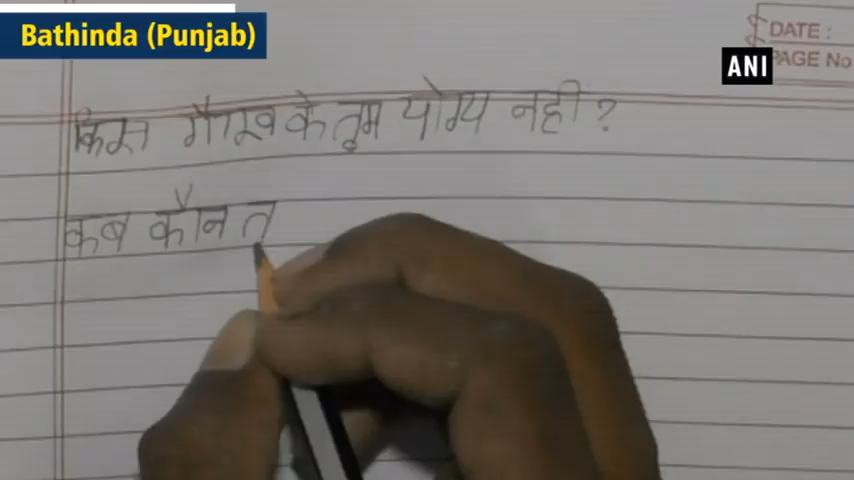 Bathinda (Punjab)
ANI
DATE :
PAGE No
किस गौरव के तुम योग्य नहीं ?
कब कौन त